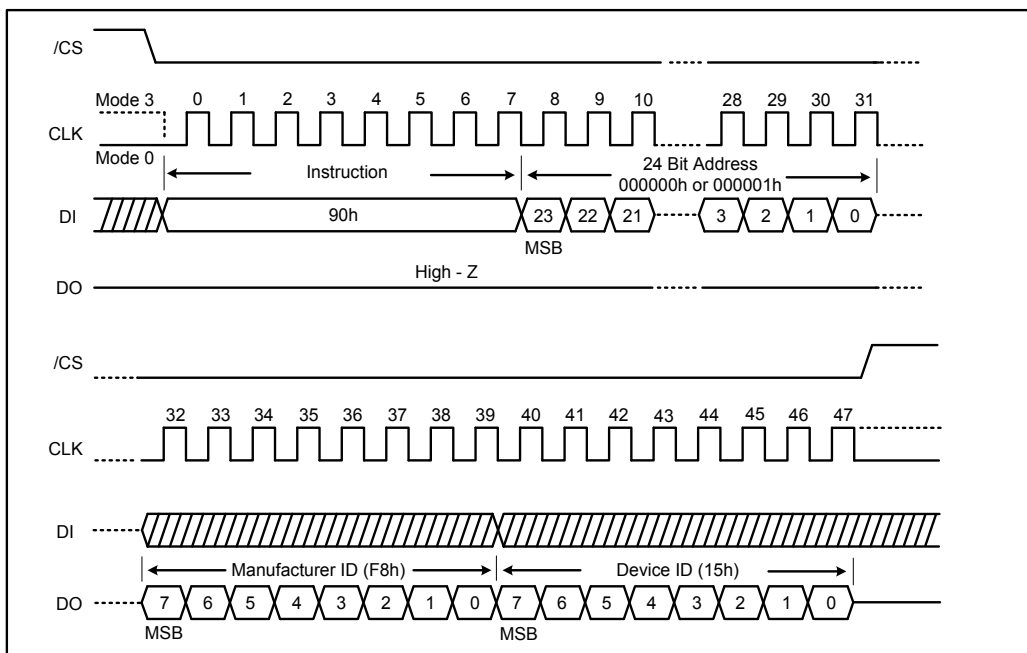 /CS
Mode 3 0 1 2 3 4 5 6 7 8 9 10 28 29 30 31
CLK
Mode 0
Instruction 24 Bit Address
000000h or 000001h
DI 90h 23 22 21 3 2 1 0
MSB
High - Z
DO
/CS
32 33 34 35 36 37 38 39 40 41 42 43 44 45 46 47
CLK
DI
Manufacturer ID (F8h) Device ID (15h)
DO 7 6 5 4 3 2 1 0 7 6 5 4 3 2 1 0
MSB MSB